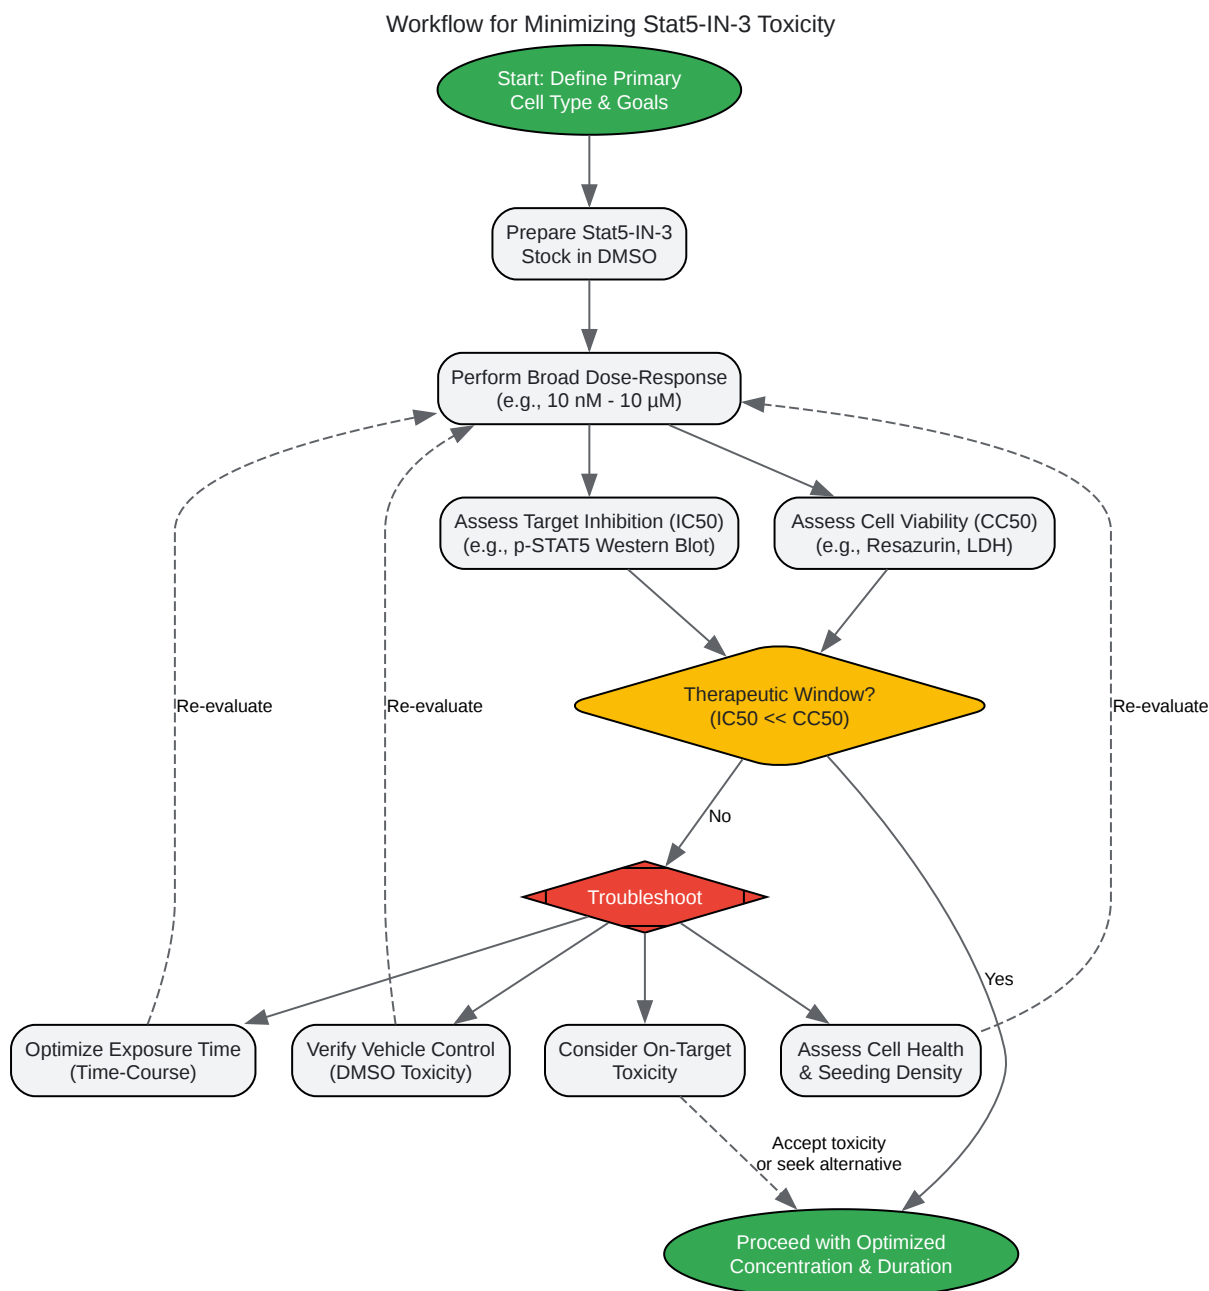 Workflow for Minimizing Stat5-IN-3 Toxicity
Start: Define Primary
Cell Type & Goals
Prepare Stat5-IN-3
Stock in DMSO
Perform Broad Dose-Response
(e.g., 10 nM - 10 µM)
Assess Target Inhibition (IC50)
(e.g., p-STAT5 Western Blot)
Assess Cell Viability (CC50)
(e.g., Resazurin, LDH)
Therapeutic Window?
(IC50 << CC50)
Re-evaluate
Re-evaluate
Re-evaluate
No
Troubleshoot
Yes
Optimize Exposure Time
(Time-Course)
Verify Vehicle Control
(DMSO Toxicity)
Consider On-Target
Toxicity
Assess Cell Health
& Seeding Density
Accept toxicity
or seek alternative
Proceed with Optimized
Concentration & Duration